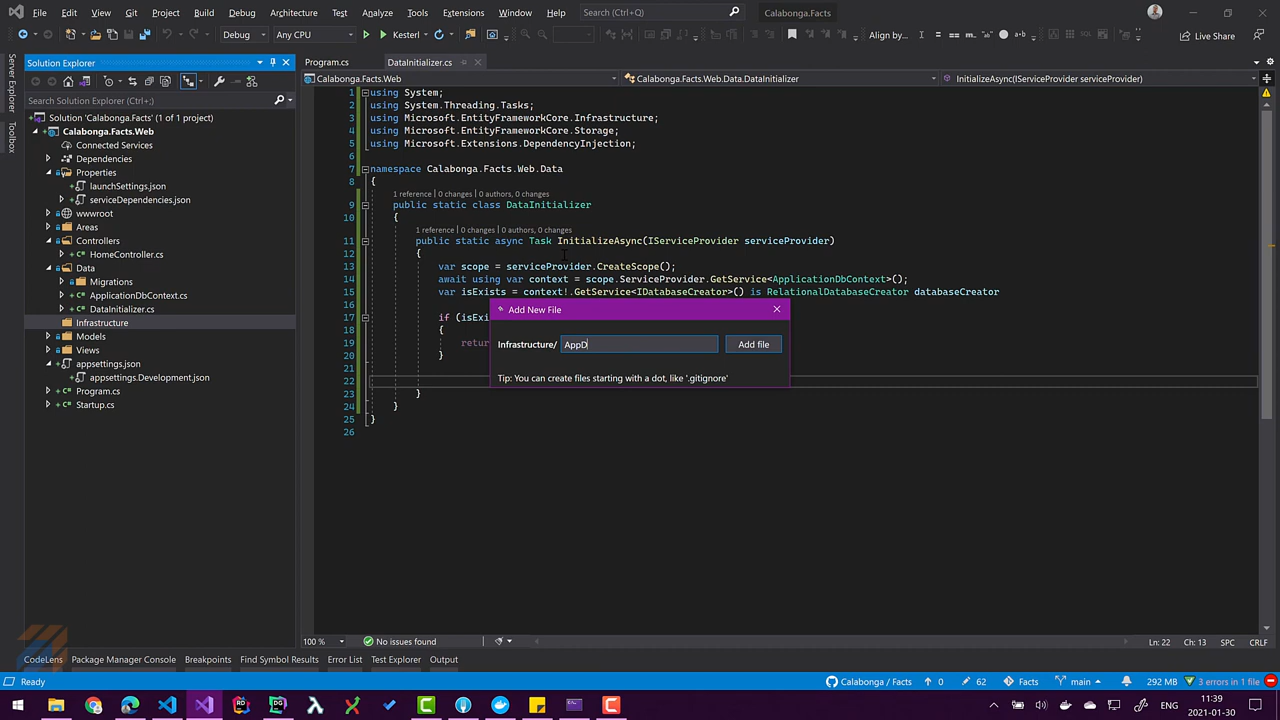 File Edit View Git Project Build Debug Architecture Test Analyze Tools Extensions Window Help Search (Ctrl+Q) Calabonga.Facts
Debug Any CPU Kestrel Align by... Live Share
Server Explorer
Toolbox
Solution Explorer
Search Solution Explorer (Ctrl+;)
Solution 'Calabonga.Facts' (1 of 1 project)
Calabonga.Facts.Web
Connected Services
Dependencies
Properties
launchSettings.json
serviceDependencies.json
wwwroot
Areas
Controllers
HomeController.cs
Data
Migrations
ApplicationDbContext.cs
DataInitializer.cs
Infrastructure
Models
Views
appsettings.json
appsettings.Development.json
Program.cs
Startup.cs
Program.cs DataInitializer.cs
Calabonga.Facts.Web Calabonga.Facts.Web.Data.DataInitializer InitializeAsync(IServiceProvider serviceProvider)
1 using System;
2 using System.Threading.Tasks;
3 using Microsoft.EntityFrameworkCore.Infrastructure;
4 using Microsoft.EntityFrameworkCore.Storage;
5 using Microsoft.Extensions.DependencyInjection;
6
7 namespace Calabonga.Facts.Web.Data
8 {
1 reference | 0 changes | 0 authors, 0 changes
9 public static class DataInitializer
10 {
1 reference | 0 changes | 0 authors, 0 changes
11 public static async Task InitializeAsync(IServiceProvider serviceProvider)
12 {
13 var scope = serviceProvider.CreateScope();
14 await using var context = scope.ServiceProvider.GetService<ApplicationDbContext>();
15 var isExists = context!.GetService<IDatabaseCreator>() is RelationalDatabaseCreator databaseCreator
16
17 if (isExi
18 {
19 retur
20 }
21
22
23 }
24 }
25 }
26
Add New File
Infrastructure/ AppD Add file
Tip: You can create files starting with a dot, like '.gitignore'
100 % No issues found Ln: 22 Ch: 13 SPC CRLF
CodeLens Package Manager Console Breakpoints Find Symbol Results Error List Test Explorer Output
Ready Calabonga / Facts 0 62 Facts main 292 MB 3 errors in 1 file
ENG 11:39
2021-01-30